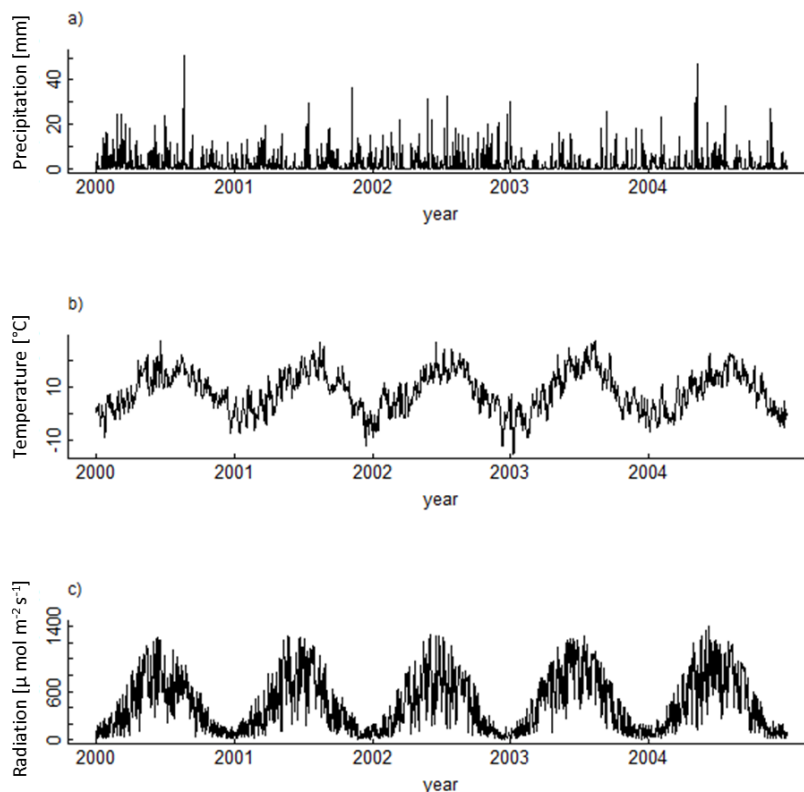 a)
Precipitation [mm]
40
20
0
2000 2001 2002 2003 2004
year
b)
Temperature [°C]
10
-10
2000 2001 2002 2003 2004
year
c)
Radiation [µ mol m⁻² s⁻¹]
1400
600
0
2000 2001 2002 2003 2004
year